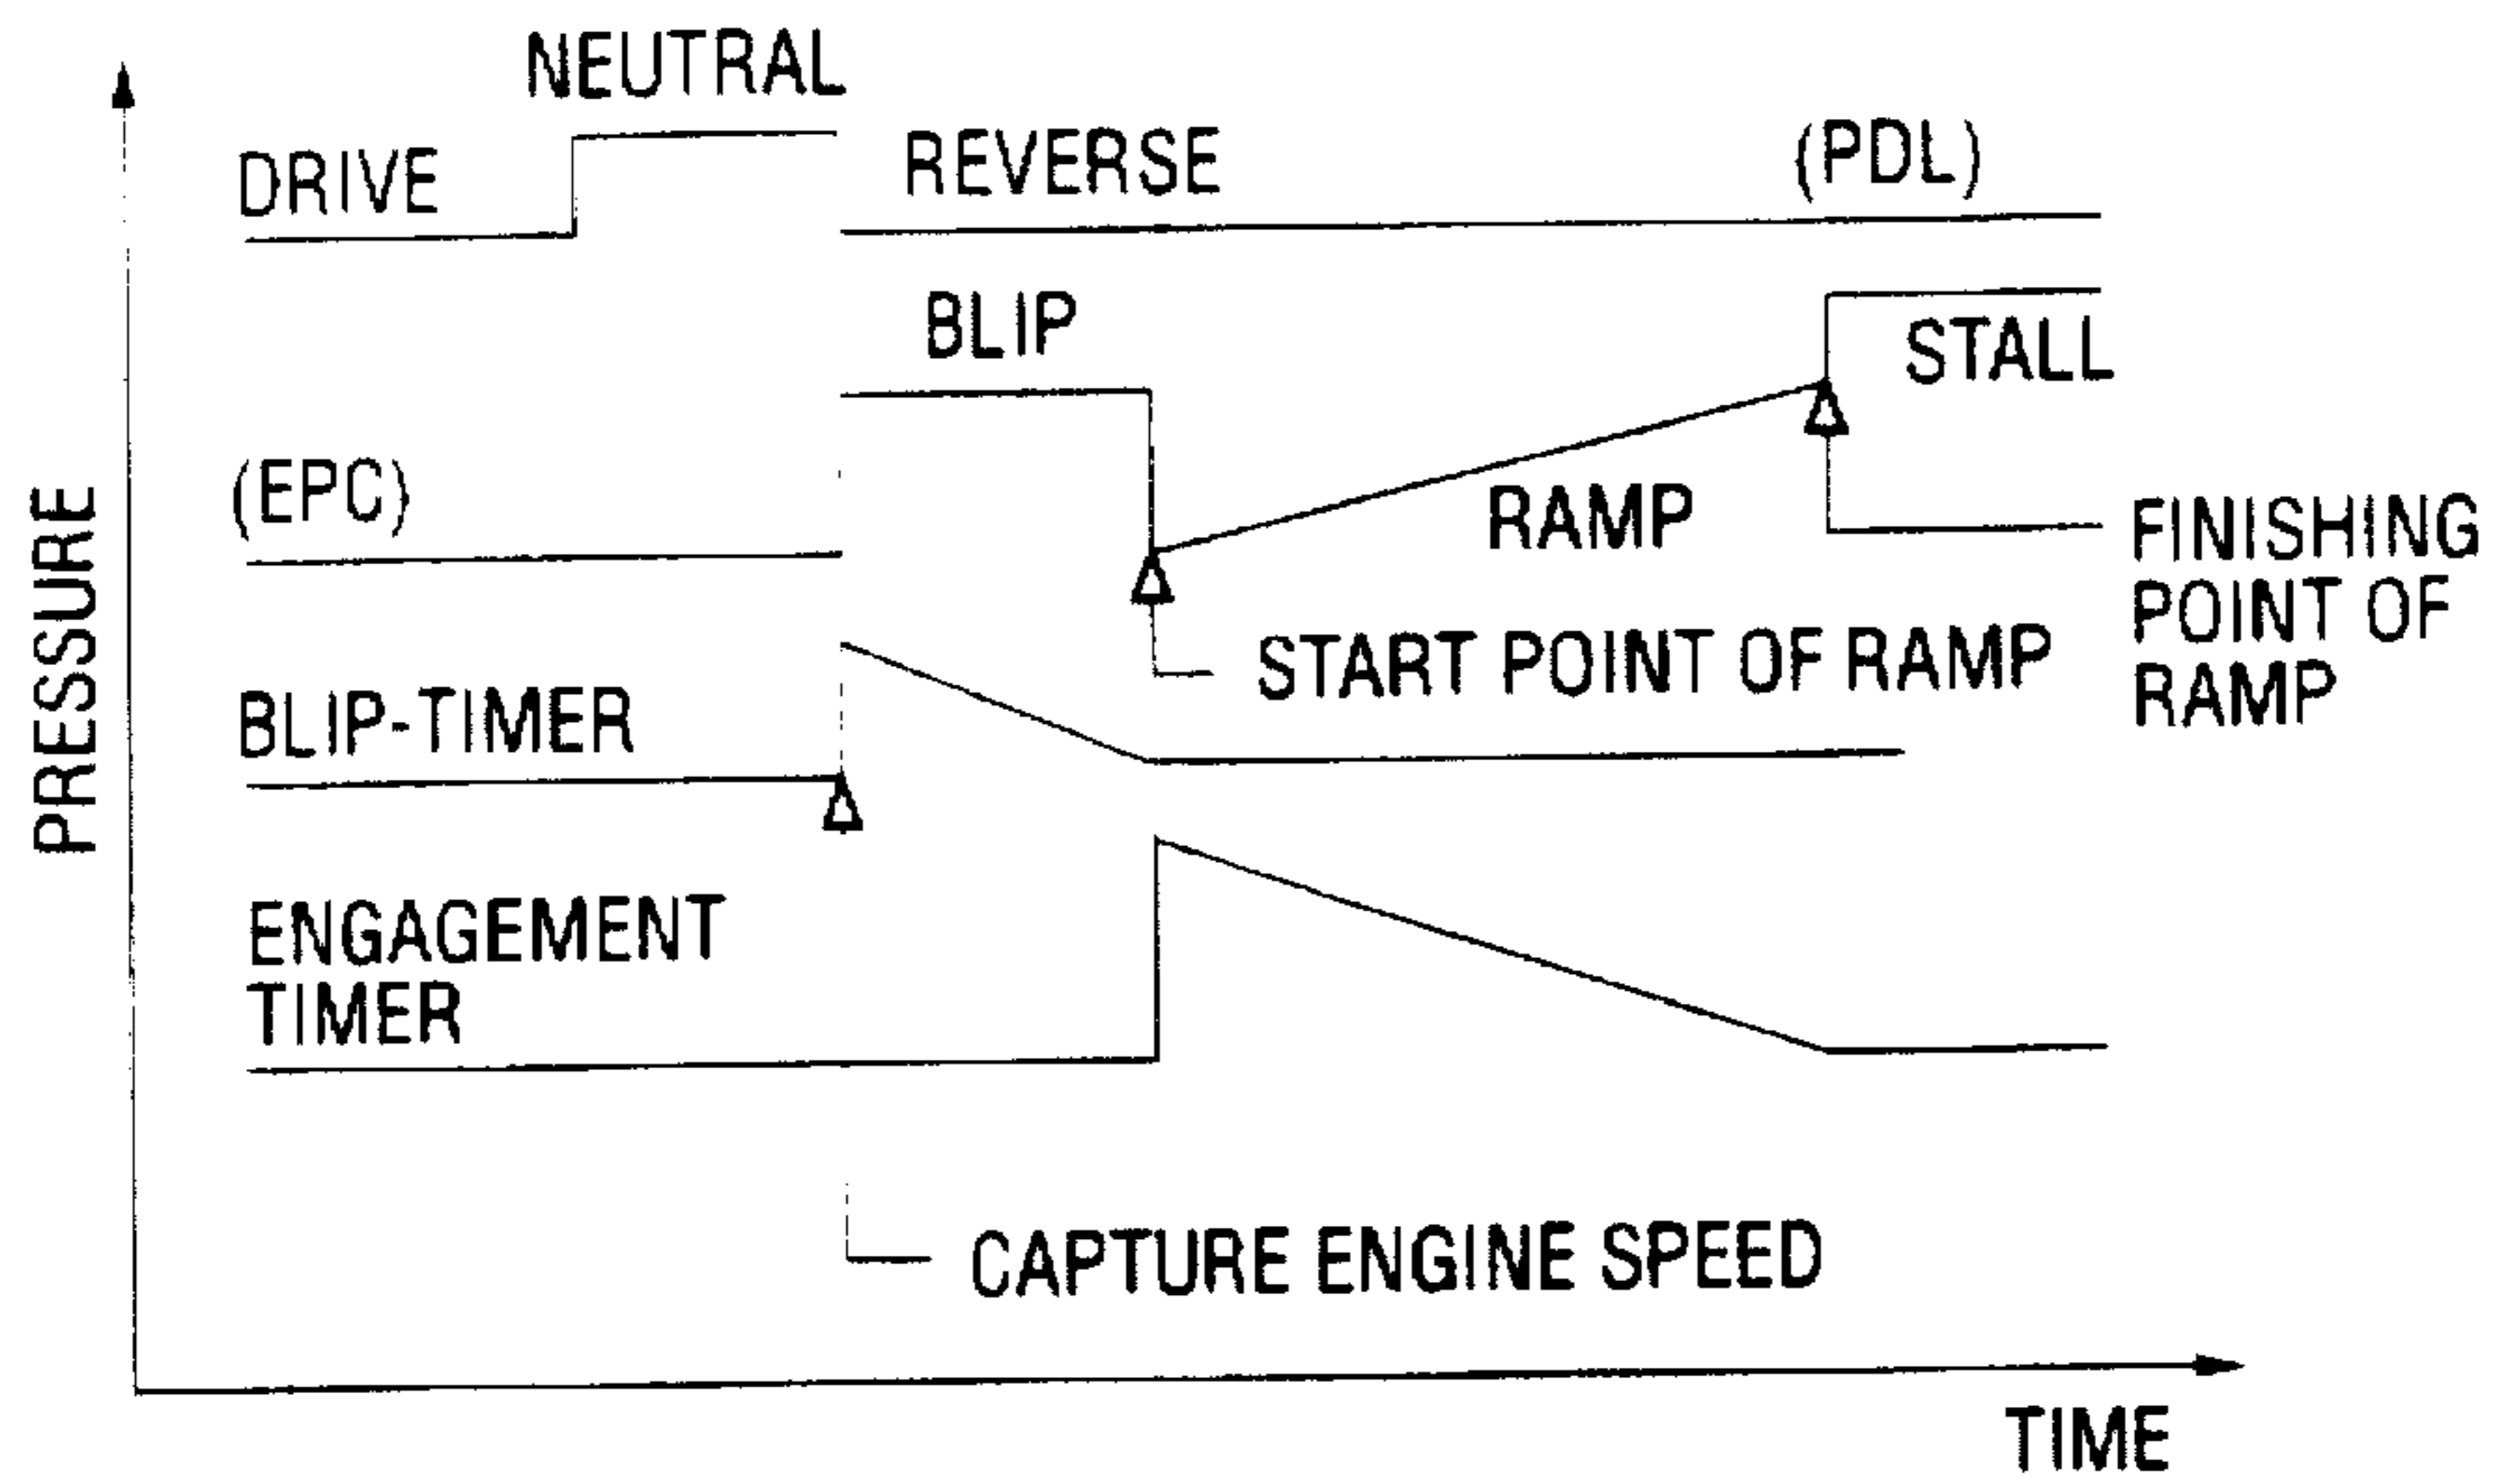 NEUTRAL
DRIVE
REVERSE
(PDL)
BLIP
STALL
(EPC)
RAMP
FINISHING
POINT OF
RAMP
START POINT OF RAMP
BLIP-TIMER
PRESSURE
ENGAGEMENT
TIMER
CAPTURE ENGINE SPEED
TIME